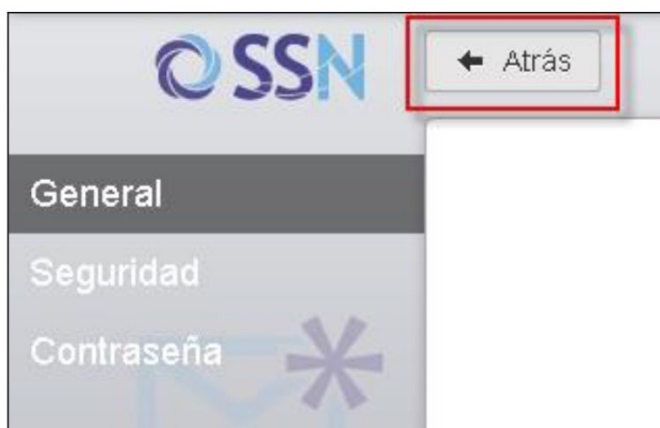 SSN
Atrás
General
Seguridad
Contraseña